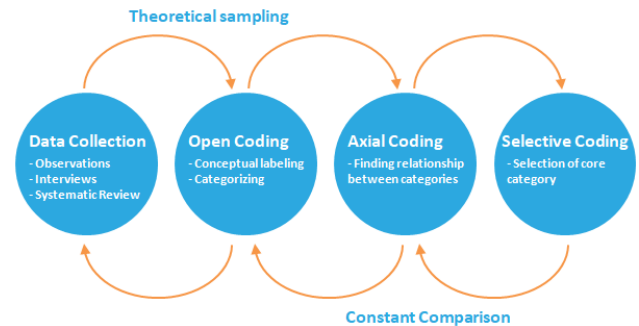 Theoretical sampling
Data Collection
- Observations
- Interviews
- Systematic Review
Open Coding
- Conceptual labeling
- Categorizing
Axial Coding
- Finding relationship
between categories
Selective Coding
- Selection of core
category
Constant Comparison